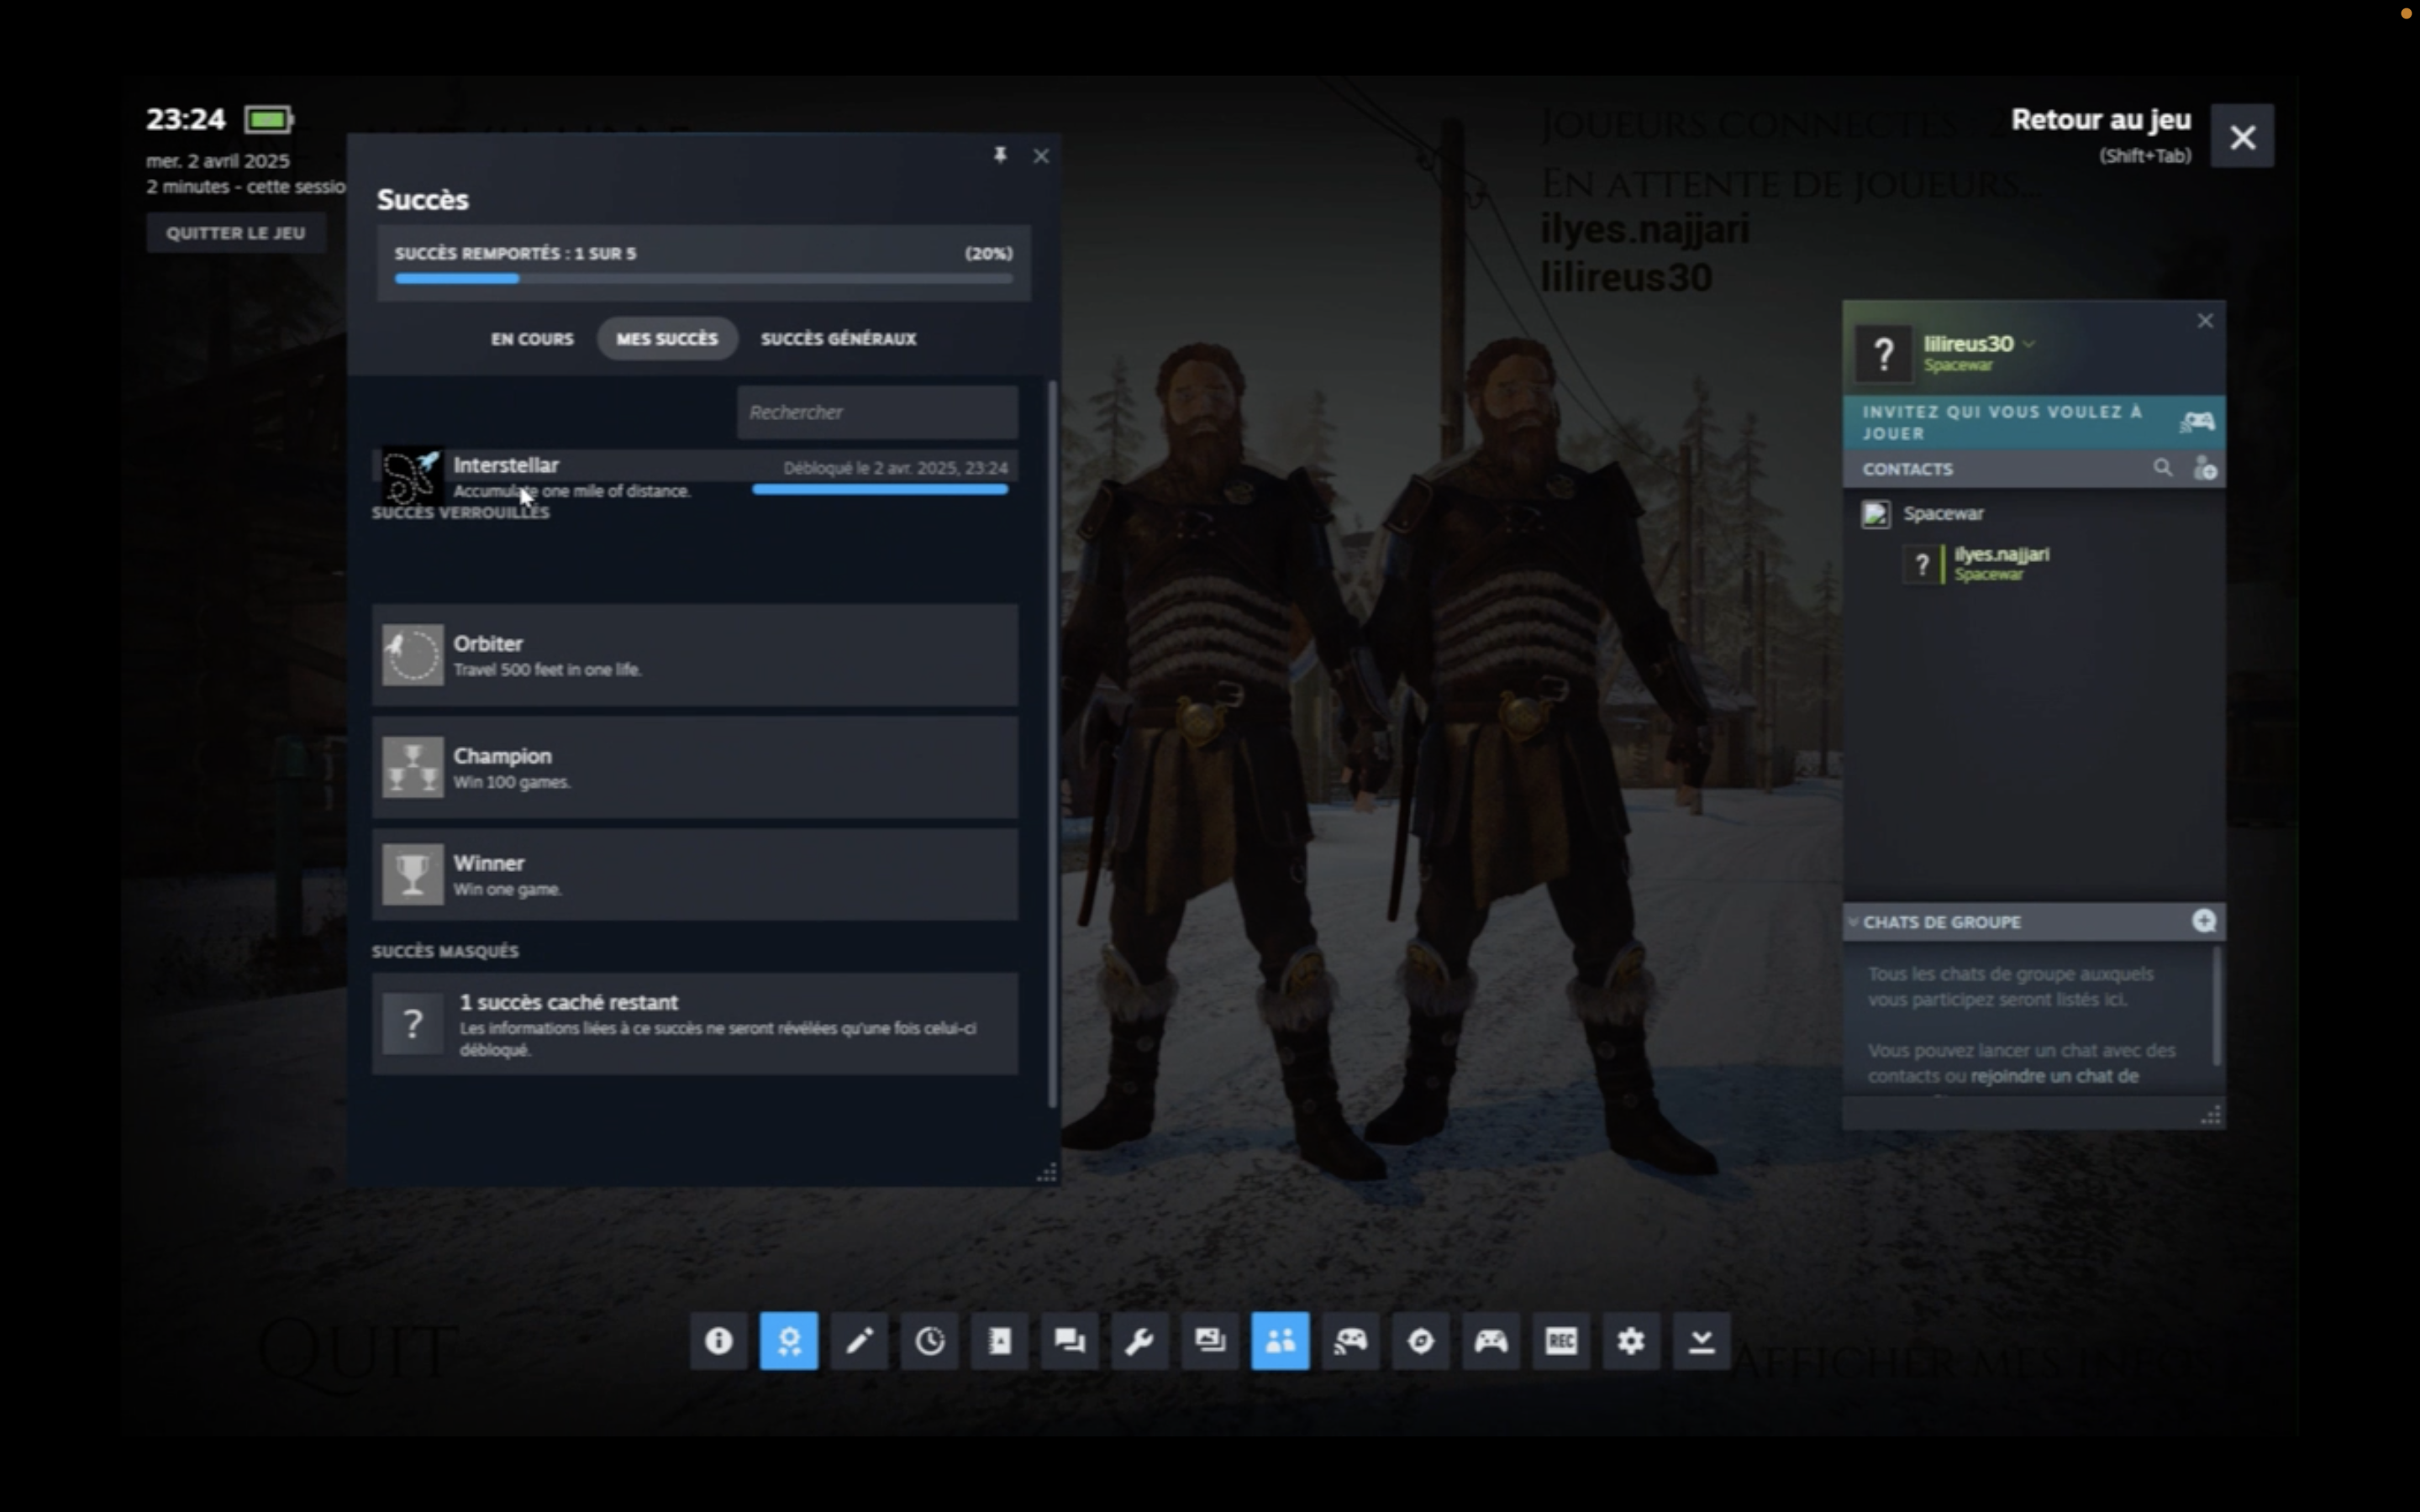 23:24
mer. 2 avril 2025
2 minutes - cette sessio
QUITTER LE JEU
Succès
SUCCÈS REMPORTÉS : 1 SUR 5 (20%)
EN COURS MES SUCCÈS SUCCÈS GÉNÉRAUX
Rechercher
Interstellar
Débloqué le 2 avr. 2025, 23:24
Accumulate one mile of distance.
SUCCÈS VERROUILLÉS
Orbiter
Travel 500 feet in one life.
Champion
Win 100 games.
Winner
Win one game.
SUCCÈS MASQUÉS
?
1 succès caché restant
Les informations liées à ce succès ne seront révélées qu'une fois celui-ci
débloqué.
JOUEURS CONNECTÉS
EN ATTENTE DE JOUEURS...
ilyes.najjari
lilireus30
Retour au jeu
(Shift+Tab)
?
lilireus30
Spacewar
INVITEZ QUI VOUS VOULEZ À
JOUER
CONTACTS
Spacewar
?
ilyes.najjari
Spacewar
CHATS DE GROUPE
Tous les chats de groupe auxquels
vous participez seront listés ici.
Vous pouvez lancer un chat avec des
contacts ou rejoindre un chat de
QUIT
REC
AFFICHER MES INFOS